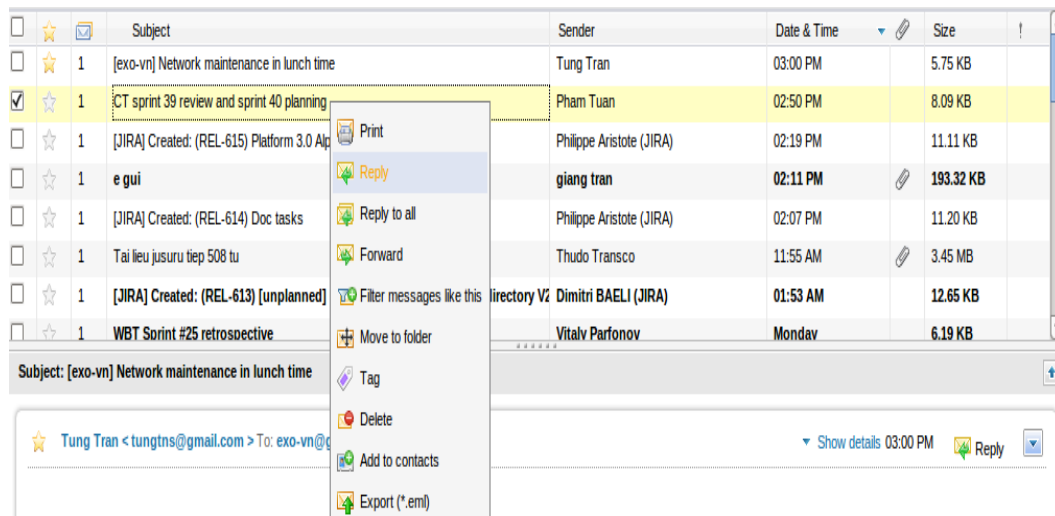 Subject Sender Date & Time Size !
1 [exo-vn] Network maintenance in lunch time Tung Tran 03:00 PM 5.75 KB
1 CT sprint 39 review and sprint 40 planning Pham Tuan 02:50 PM 8.09 KB
Print
1 [JIRA] Created: (REL-615) Platform 3.0 Alp Philippe Aristote (JIRA) 02:19 PM 11.11 KB
Reply
1 e gui giang tran 02:11 PM 193.32 KB
Reply to all
1 [JIRA] Created: (REL-614) Doc tasks Philippe Aristote (JIRA) 02:07 PM 11.20 KB
Forward
1 Tai lieu jusuru tiep 508 tu Thudo Transco 11:55 AM 3.45 MB
Filter messages like this
1 [JIRA] Created: (REL-613) [unplanned] directory V2 Dimitri BAELI (JIRA) 01:53 AM 12.65 KB
Move to folder
1 WBT Sprint #25 retrospective Vitaly Parfonov Monday 6.19 KB
Subject: [exo-vn] Network maintenance in lunch time
Tag
Delete
Tung Tran < tungtns@gmail.com > To: exo-vn@g Show details 03:00 PM Reply
Add to contacts
Export (*.eml)